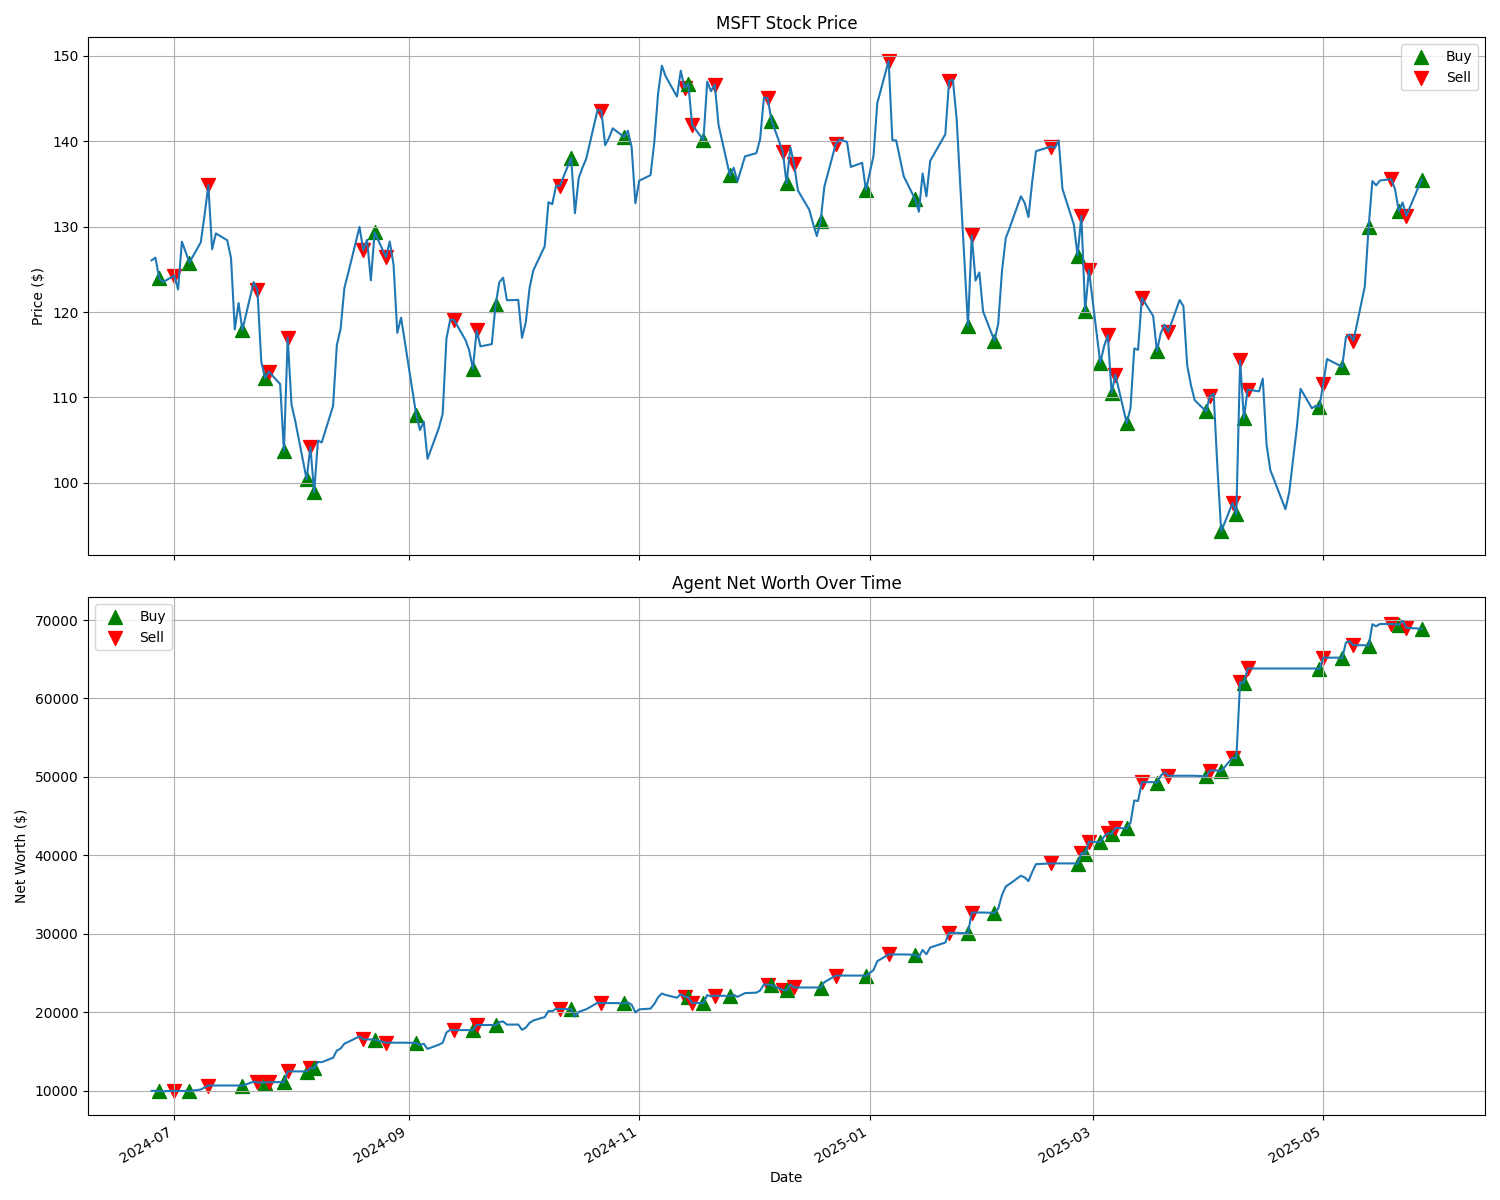 MSFT Stock Price
150
140
130
120
110
100
Price ($)
Buy
Sell
Agent Net Worth Over Time
Buy
Sell
70000
60000
50000
40000
30000
20000
10000
Net Worth ($)
2024-07
2024-09
2024-11
2025-01
2025-03
2025-05
Date